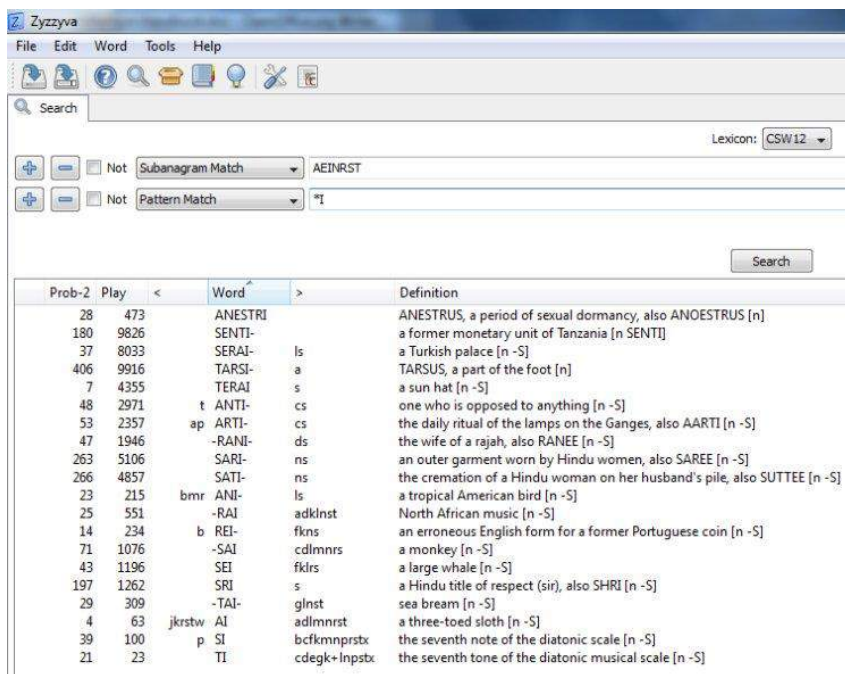 Zyzzyva
File Edit Word Tools Help
Search
Lexicon: CSW12
Not Subanagram Match AEINRST
Not Pattern Match *I
Search
Prob-2 Play < Word > Definition
28 473 ANESTRI ANESTRUS, a period of sexual dormancy, also ANOESTRUS [n]
180 9826 SENTI- a former monetary unit of Tanzania [n SENTI]
37 8033 SERAI- ls a Turkish palace [n -S]
406 9916 TARSI- a TARSUS, a part of the foot [n]
7 4355 TERAI s a sun hat [n -S]
48 2971 t ANTI- cs one who is opposed to anything [n -S]
53 2357 ap ARTI- cs the daily ritual of the lamps on the Ganges, also AARTI [n -S]
47 1946 -RANI- ds the wife of a rajah, also RANEE [n -S]
263 5106 SARI- ns an outer garment worn by Hindu women, also SAREE [n -S]
266 4857 SATI- ns the cremation of a Hindu woman on her husband's pile, also SUTTEE [n -S]
23 215 bmr ANI- ls a tropical American bird [n -S]
25 551 -RAI adklnst North African music [n -S]
14 234 b REI- fkns an erroneous English form for a former Portuguese coin [n -S]
71 1076 -SAI cdlmnrs a monkey [n -S]
43 1196 SEI fklrs a large whale [n -S]
197 1262 SRI s a Hindu title of respect (sir), also SHRI [n -S]
29 309 -TAI- glnst sea bream [n -S]
4 63 jkrstw AI adlmnrst a three-toed sloth [n -S]
39 100 p SI bcfkmnprstx the seventh note of the diatonic scale [n -S]
21 23 TI cdegk+lnpstx the seventh tone of the diatonic musical scale [n -S]